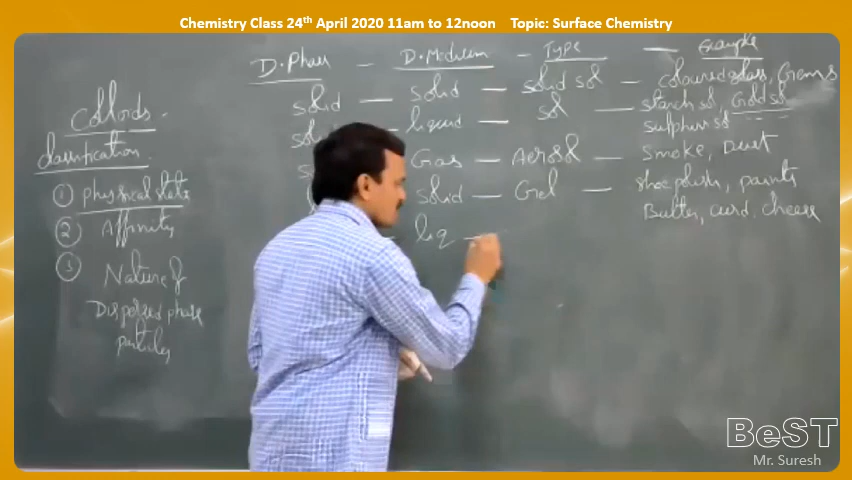 Chemistry Class 24th April 2020 11am to 12noon Topic: Surface Chemistry
Colloids.
classification.
① physical state
② Affinity
③ Nature of
Dispersed phase
particles
D.Phase - D.Medium - Type - Example
solid - solid - solid sol - coloured glass, Gems
liquid - sol - starch sol, Gold sol
sulphur sol
Gas - Aerosol - Smoke, Dust
solid - Gel - shoe polish, paints
Butter, curd, cheese
liq -
BeST
Mr. Suresh